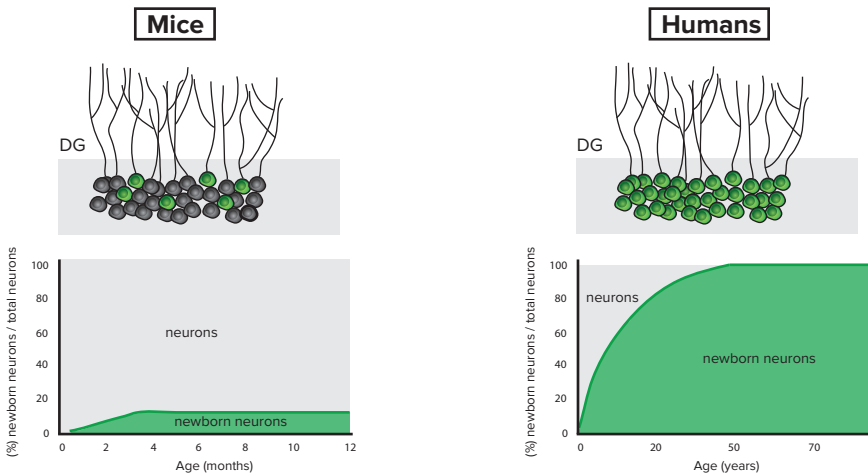 Mice
DG
(%) newborn neurons / total neurons
100
80
60
40
20
0
neurons
newborn neurons
0
2
4
6
8
10
12
Age (months)
Humans
DG
(%) newborn neurons / total neurons
100
80
60
40
20
0
neurons
newborn neurons
0
20
50
70
Age (years)